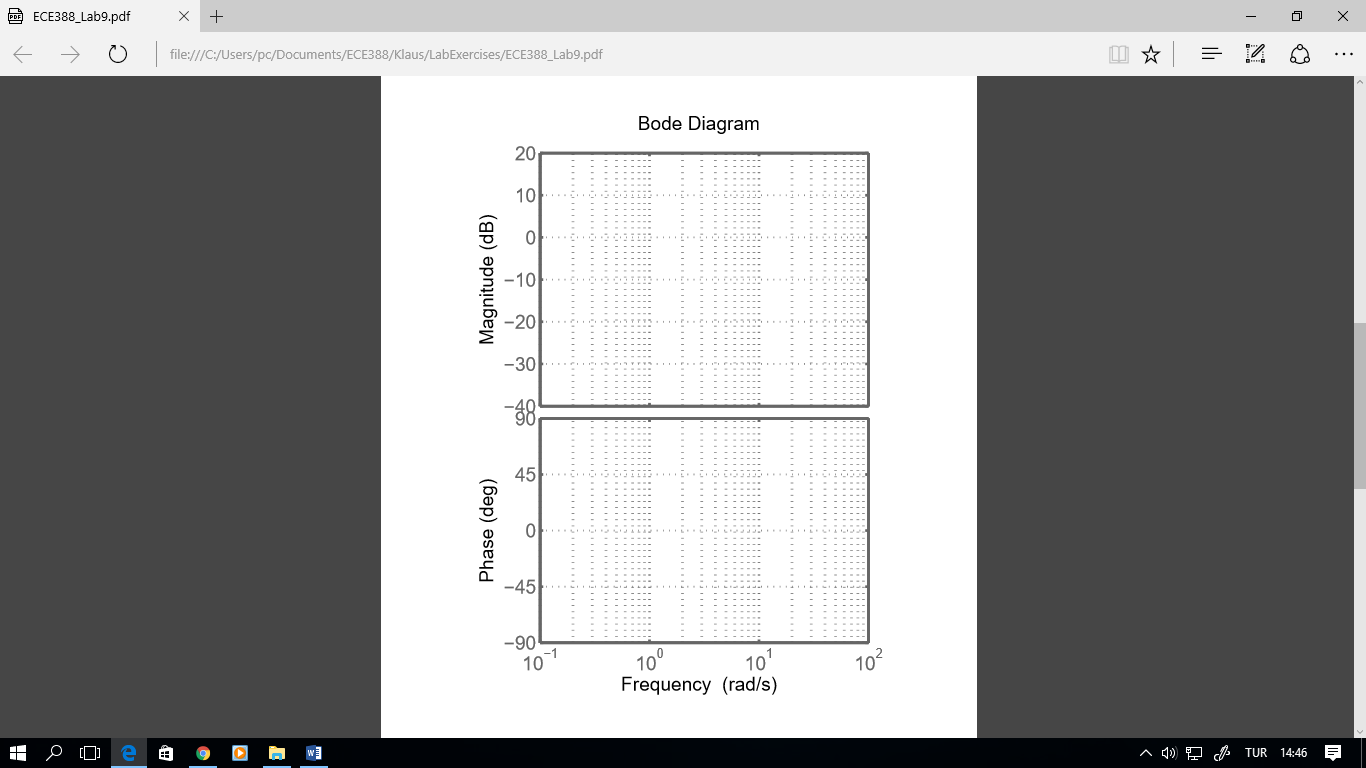 ECE388_Lab9.pdf
file:///C:/Users/pc/Documents/ECE388/Klaus/LabExercises/ECE388_Lab9.pdf
Bode Diagram
20
10
0
−10
−20
−30
−40
Magnitude (dB)
90
45
0
−45
−90
Phase (deg)
10⁻¹ 10⁰ 10¹ 10²
Frequency (rad/s)
TUR 14:46